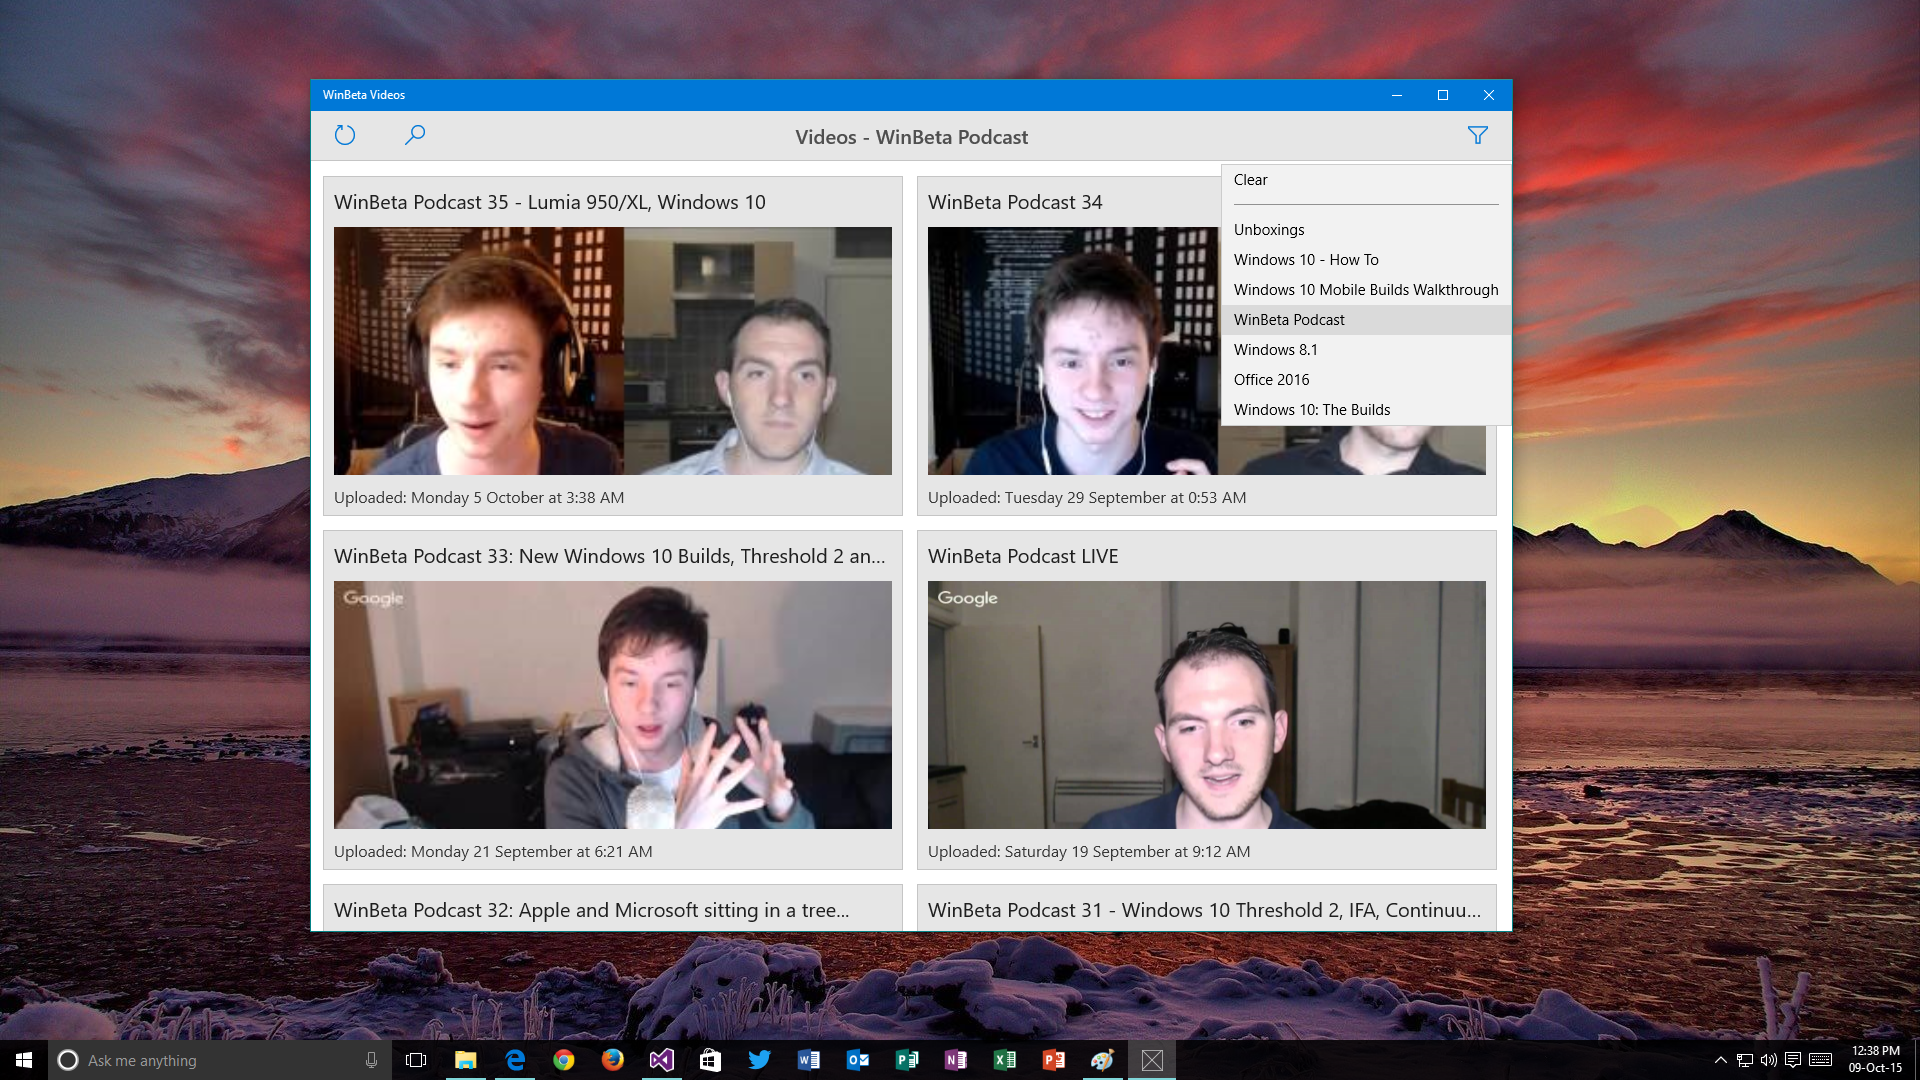 WinBeta Videos
Videos - WinBeta Podcast
Clear
Unboxings
Windows 10 - How To
Windows 10 Mobile Builds Walkthrough
WinBeta Podcast
Windows 8.1
Office 2016
Windows 10: The Builds
WinBeta Podcast 35 - Lumia 950/XL, Windows 10
Uploaded: Monday 5 October at 3:38 AM
WinBeta Podcast 34
Uploaded: Tuesday 29 September at 0:53 AM
WinBeta Podcast 33: New Windows 10 Builds, Threshold 2 an...
Google
Uploaded: Monday 21 September at 6:21 AM
WinBeta Podcast LIVE
Google
Uploaded: Saturday 19 September at 9:12 AM
WinBeta Podcast 32: Apple and Microsoft sitting in a tree...
WinBeta Podcast 31 - Windows 10 Threshold 2, IFA, Continuu...
Ask me anything
12:38 PM
09-Oct-15